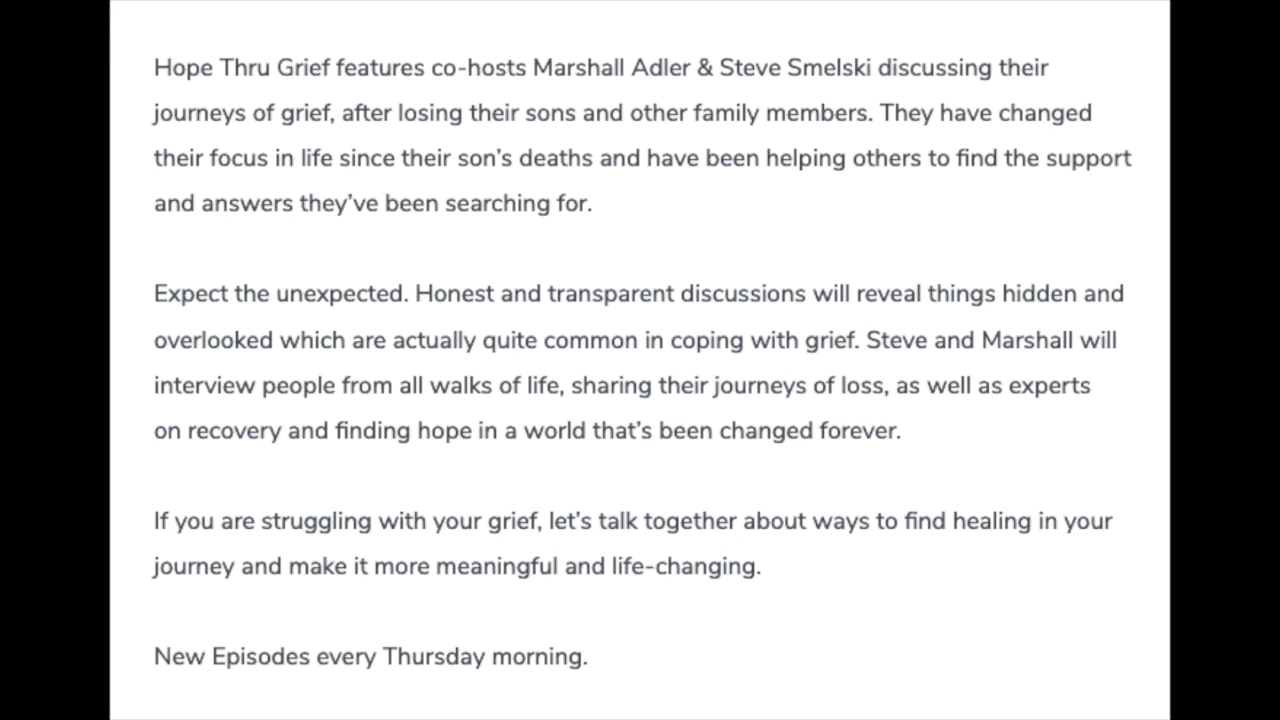 Hope Thru Grief features co-hosts Marshall Adler & Steve Smelski discussing their
journeys of grief, after losing their sons and other family members. They have changed
their focus in life since their son’s deaths and have been helping others to find the support
and answers they’ve been searching for.
Expect the unexpected. Honest and transparent discussions will reveal things hidden and
overlooked which are actually quite common in coping with grief. Steve and Marshall will
interview people from all walks of life, sharing their journeys of loss, as well as experts
on recovery and finding hope in a world that’s been changed forever.
If you are struggling with your grief, let’s talk together about ways to find healing in your
journey and make it more meaningful and life-changing.
New Episodes every Thursday morning.